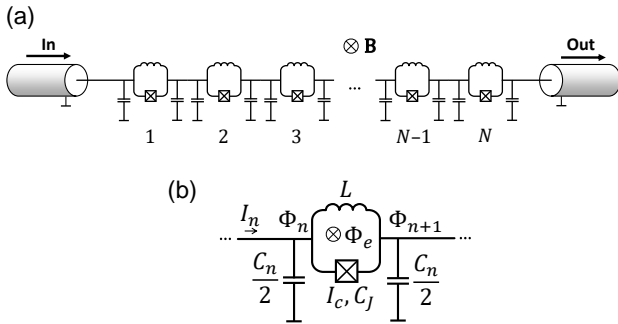 (a)
In ⊗ B Out
...
1 2 3 N−1 N
(b)
L
I_n → Φ_n ⊗ Φ_e Φ_{n+1}
... ...
C_n/2 I_c, C_J C_n/2